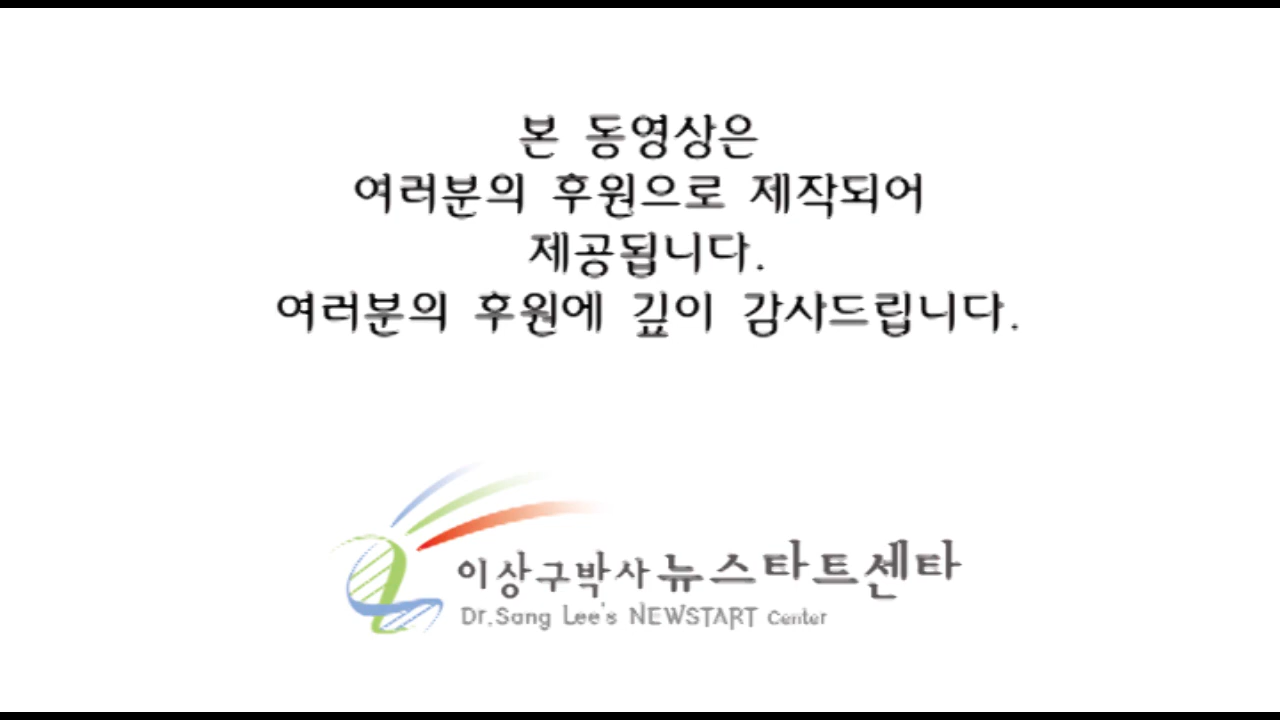 본 동영상은
여러분의 후원으로 제작되어
제공됩니다.
여러분의 후원에 깊이 감사드립니다.
이상구박사 뉴스타트센타
Dr.Sang Lee's NEWSTART Center